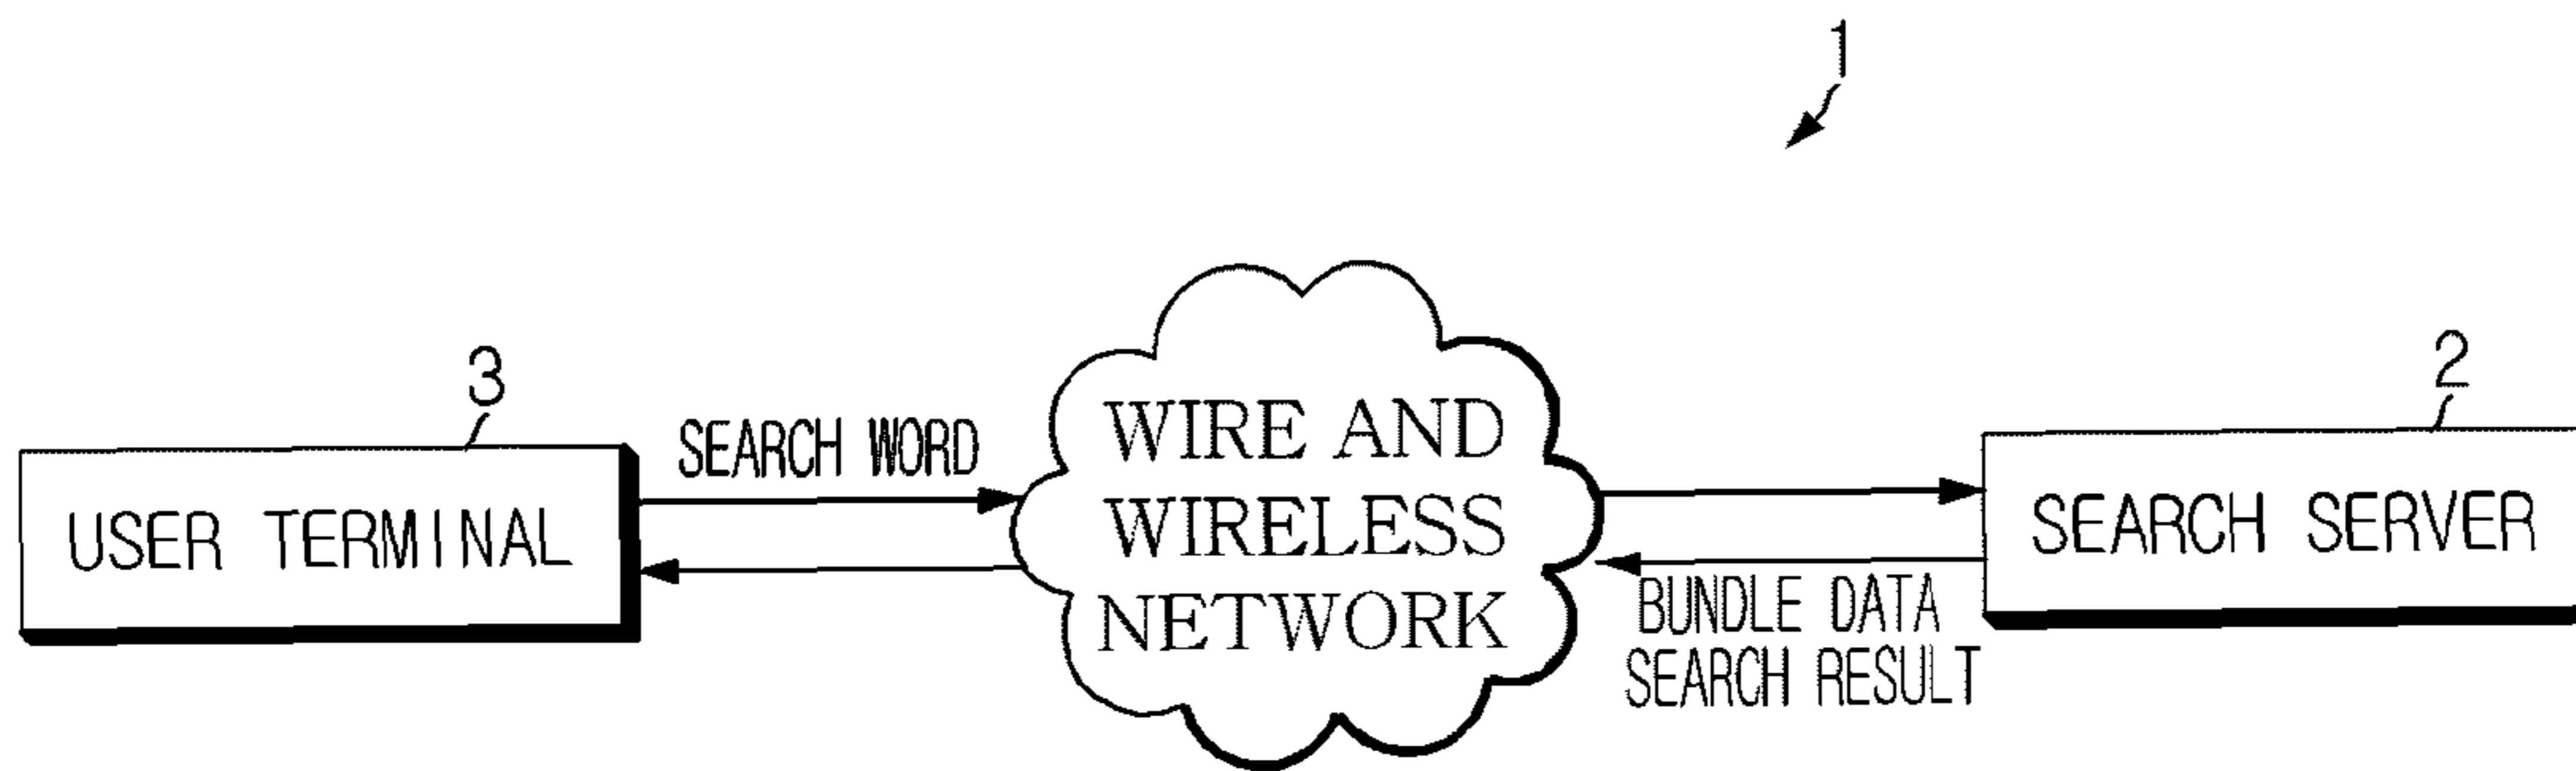 1
3
2
SEARCH WORD
USER TERMINAL
WIRE AND
WIRELESS
NETWORK
SEARCH SERVER
BUNDLE DATA
SEARCH RESULT